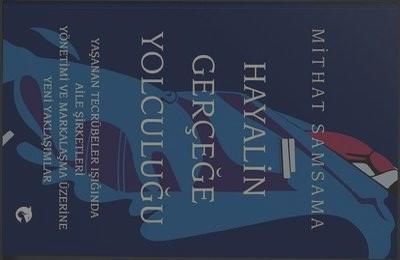 MİTHAT SAMSAMA
HAYALİN
GERÇEĞE
YOLCULUĞU
YAŞANAN TECRÜBELER IŞIĞINDA
AİLE ŞİRKETLERİ
YÖNETİMİ VE MARKALAŞMA ÜZERİNE
YENİ YAKLAŞIMLAR